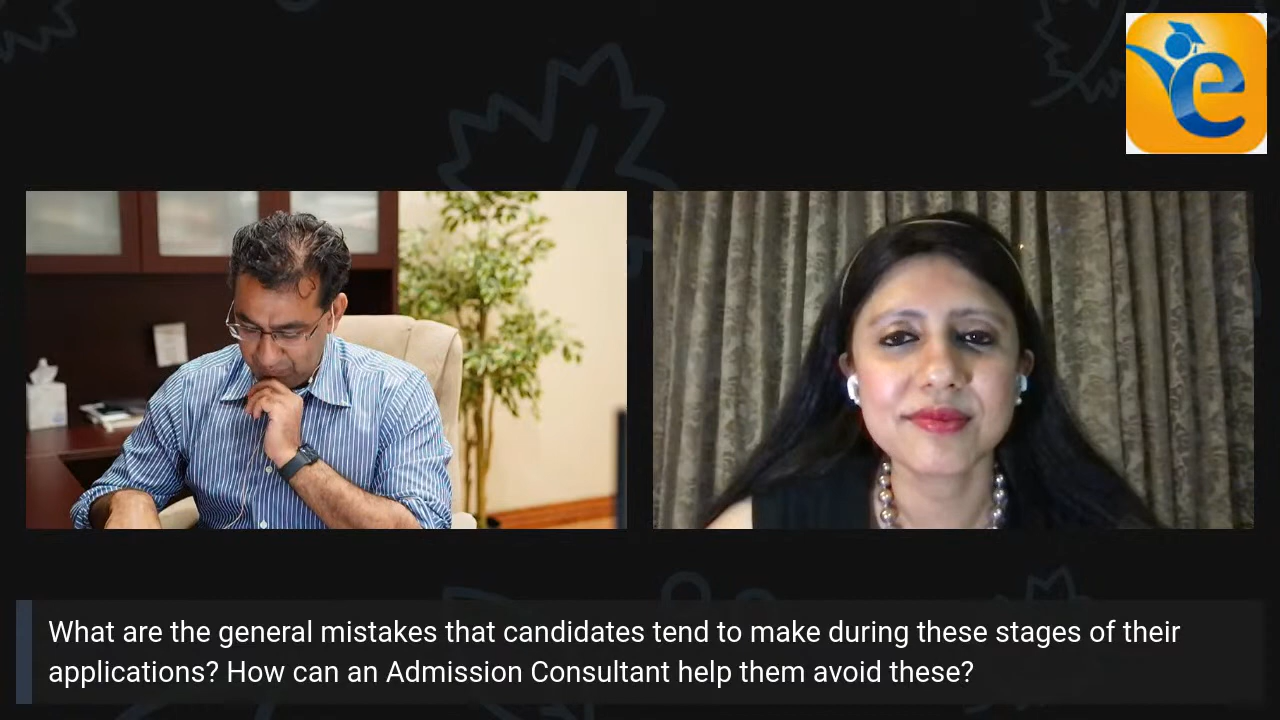 e
What are the general mistakes that candidates tend to make during these stages of their
applications? How can an Admission Consultant help them avoid these?